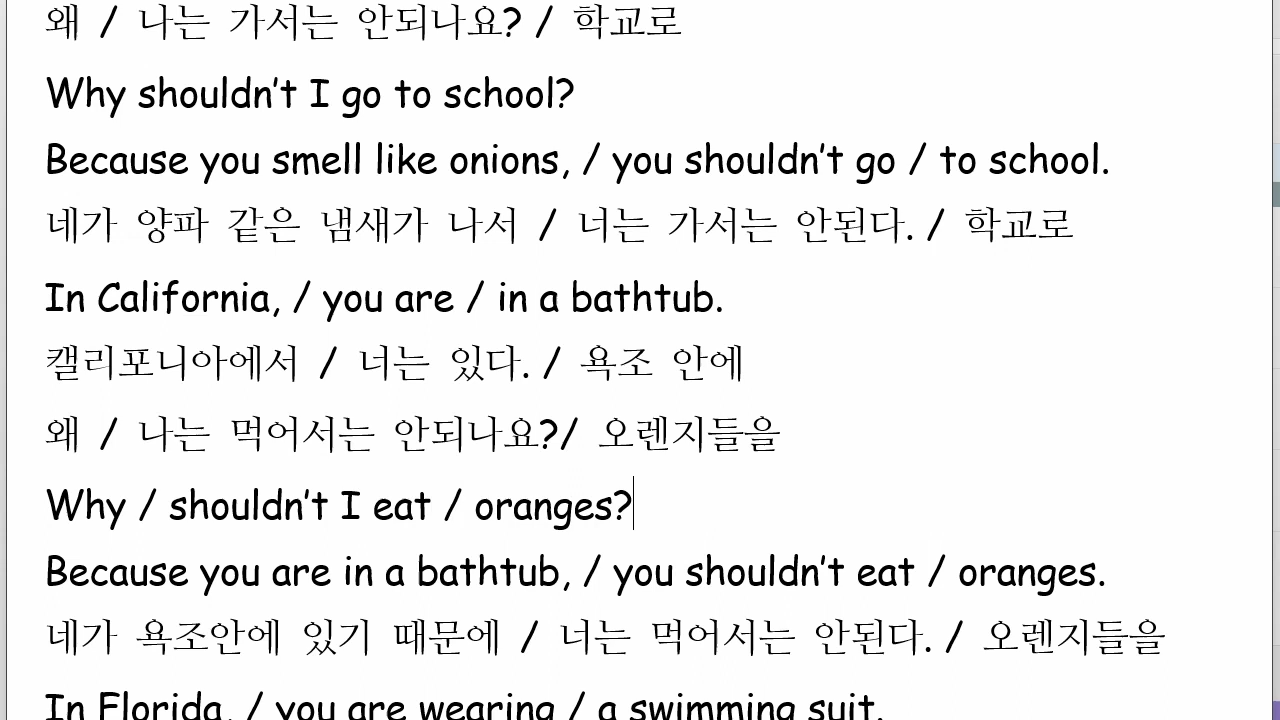 왜 / 나는 가서는 안되나요? / 학교로
Why shouldn't I go to school?
Because you smell like onions, / you shouldn't go / to school.
네가 양파 같은 냄새가 나서 / 너는 가서는 안된다. / 학교로
In California, / you are / in a bathtub.
캘리포니아에서 / 너는 있다. / 욕조 안에
왜 / 나는 먹어서는 안되나요?/ 오렌지들을
Why / shouldn't I eat / oranges?
Because you are in a bathtub, / you shouldn't eat / oranges.
네가 욕조안에 있기 때문에 / 너는 먹어서는 안된다. / 오렌지들을
In Florida, / you are wearing / a swimming suit.